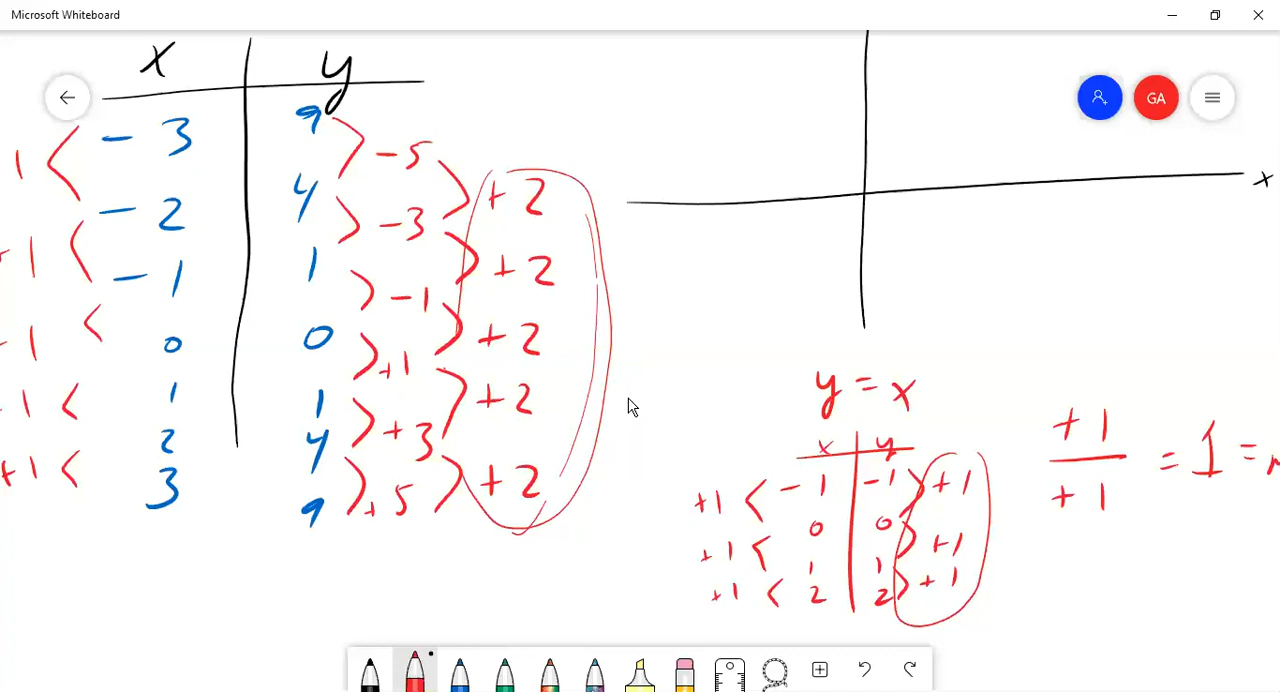 Microsoft Whiteboard
x y
GA
- 3 9
1 < > - 5
- 2 4 > + 2
+ 1 < > - 3
- 1 1 > + 2
> - 1
0 0 > + 2
- 1 < > + 1
1 1 > + 2
- 1 < > + 3
2 4 > + 2
+ 1 < > + 5
3 9
x
y = x
x y
+1 < - 1 - 1 > + 1
0 0
+1 < > + 1
1 1
+1 < > + 1
2 2
+ 1
+ 1
= 1 =